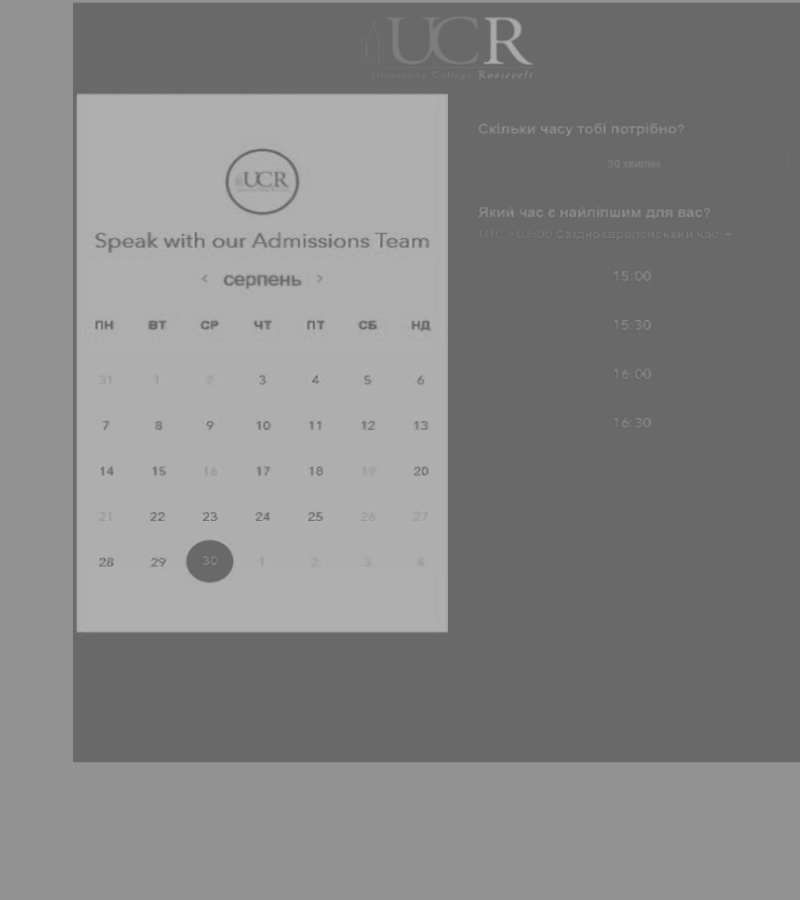 UCR
University College Roosevelt
UCR
Speak with our Admissions Team
< серпень >
ПН ВТ СР ЧТ ПТ СБ НД
31 1 2 3 4 5 6
7 8 9 10 11 12 13
14 15 16 17 18 19 20
21 22 23 24 25 26 27
28 29 30 1 2 3 4
Скільки часу тобі потрібно?
30 хвилин
Який час є найліпшим для вас?
UTC +03:00 Східноєвропейський час
15:00
15:30
16:00
16:30